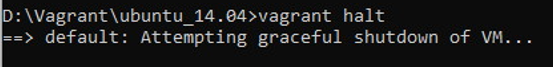 D:\Vagrant\ubuntu_14.04>vagrant halt
==> default: Attempting graceful shutdown of VM...